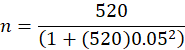 n = 520 / (1 + (520)0.05²)